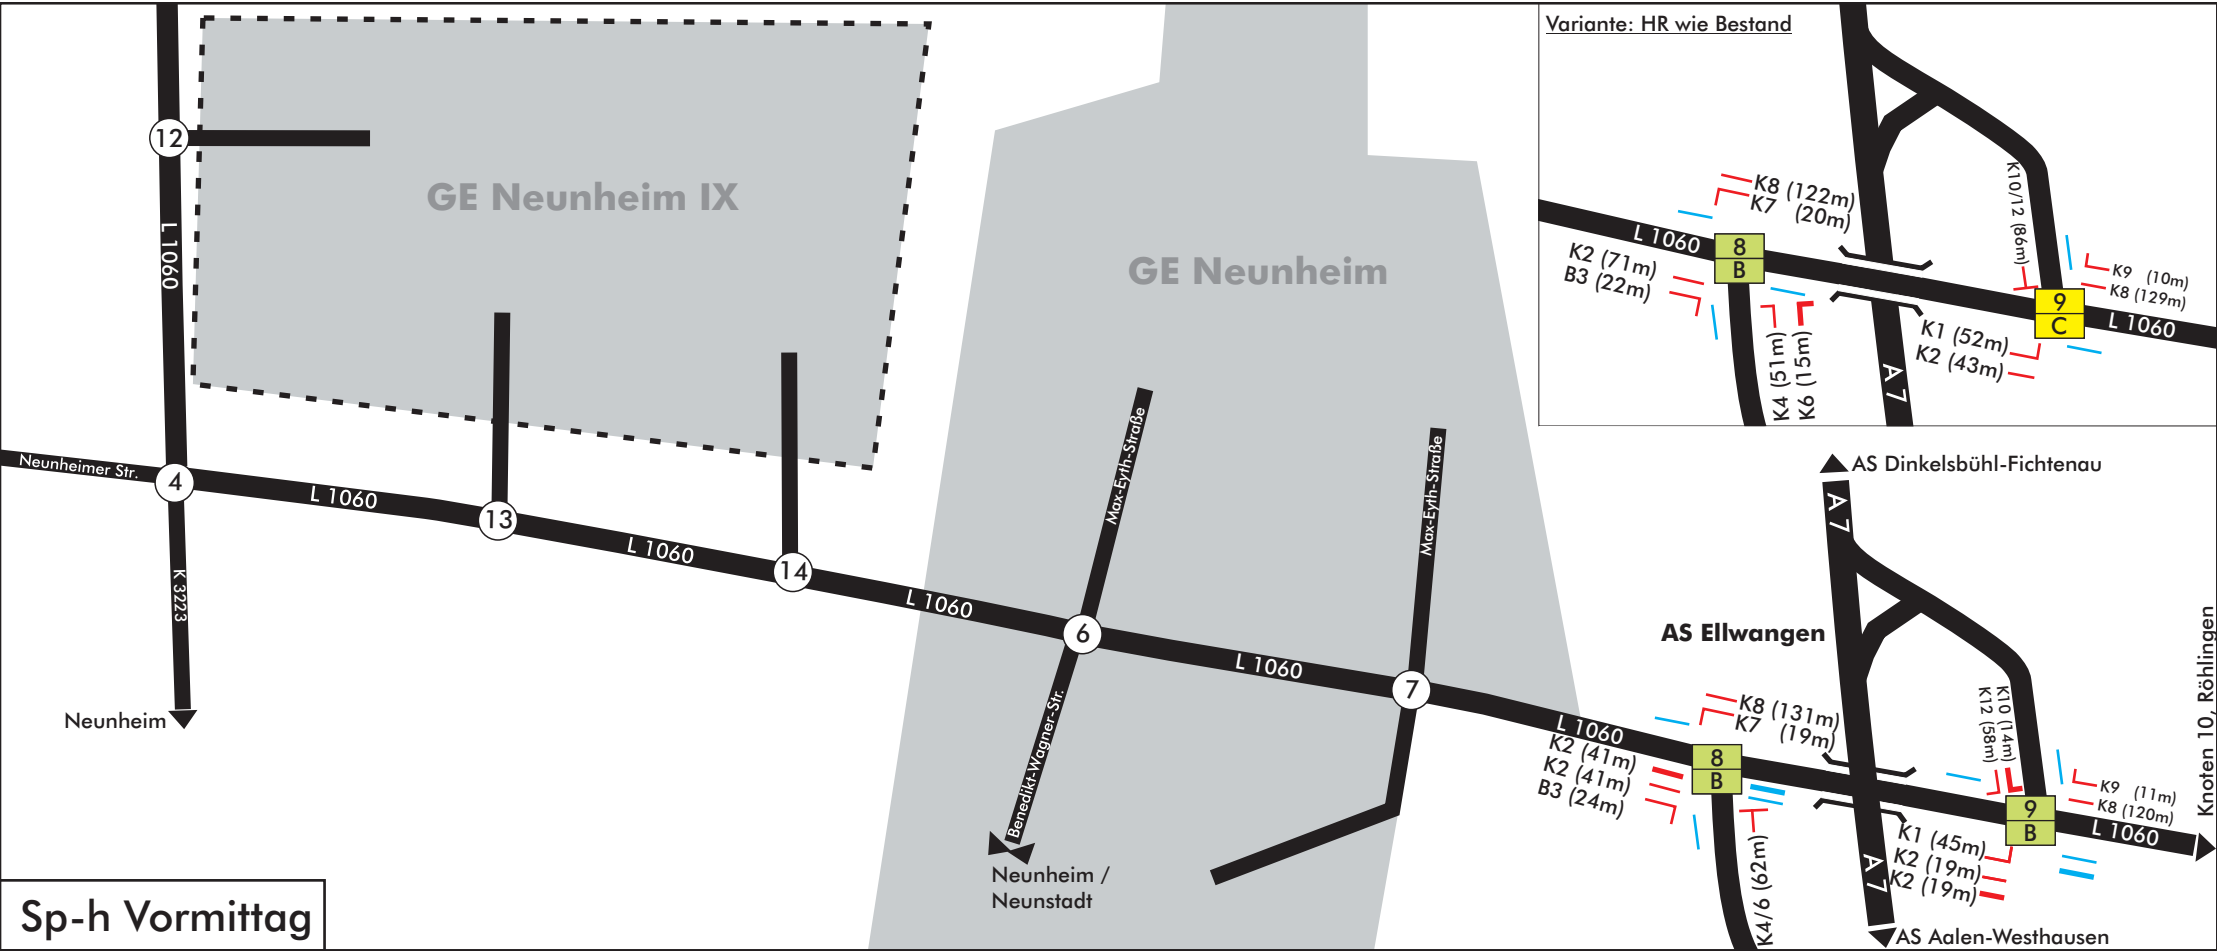 Variante: HR wie Bestand
K8 (122m)
K7 (20m)
L 1060
8
B
K2 (71m)
B3 (22m)
K4 (51m)
K6 (15m)
K10/12 (86m)
K9 (10m)
K8 (129m)
9
C
L 1060
K1 (52m)
K2 (43m)
A 7
12
L 1060
GE Neunheim IX
GE Neunheim
Neunheimer Str.
4
L 1060
13
L 1060
14
L 1060
6
L 1060
7
L 1060
K 3223
Neunheim
Max-Eyth-Straße
Max-Eyth-Straße
Benedikt-Wagner-Str.
Neunheim /
Neunstadt
AS Dinkelsbühl-Fichtenau
A 7
AS Ellwangen
K8 (131m)
K7 (19m)
K2 (41m)
K2 (41m)
B3 (24m)
8
B
K4/6 (62m)
K10 (14m)
K12 (58m)
K9 (11m)
K8 (120m)
9
B
L 1060
K1 (45m)
K2 (19m)
K2 (19m)
A 7
Knoten 10, Röhlingen
AS Aalen-Westhausen
Sp-h Vormittag